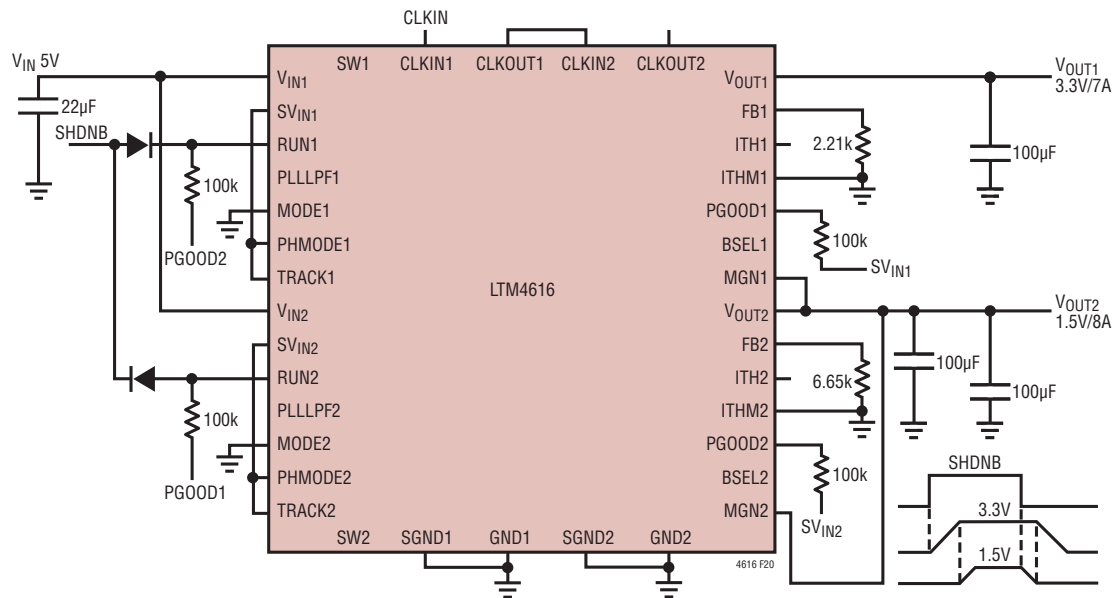 CLKIN
V_IN 5V
22µF
SHDNB
100k
PGOOD2
100k
PGOOD1
SW1 CLKIN1 CLKOUT1 CLKIN2 CLKOUT2
V_IN1
SV_IN1
RUN1
PLLLPF1
MODE1
PHMODE1
TRACK1
V_IN2
SV_IN2
RUN2
PLLLPF2
MODE2
PHMODE2
TRACK2
LTM4616
V_OUT1
FB1
ITH1
ITHM1
PGOOD1
BSEL1
MGN1
V_OUT2
FB2
ITH2
ITHM2
PGOOD2
BSEL2
MGN2
SW2 SGND1 GND1 SGND2 GND2
2.21k
100k
SV_IN1
6.65k
100k
SV_IN2
V_OUT1
3.3V/7A
100µF
V_OUT2
1.5V/8A
100µF
100µF
SHDNB
3.3V
1.5V
4616 F20